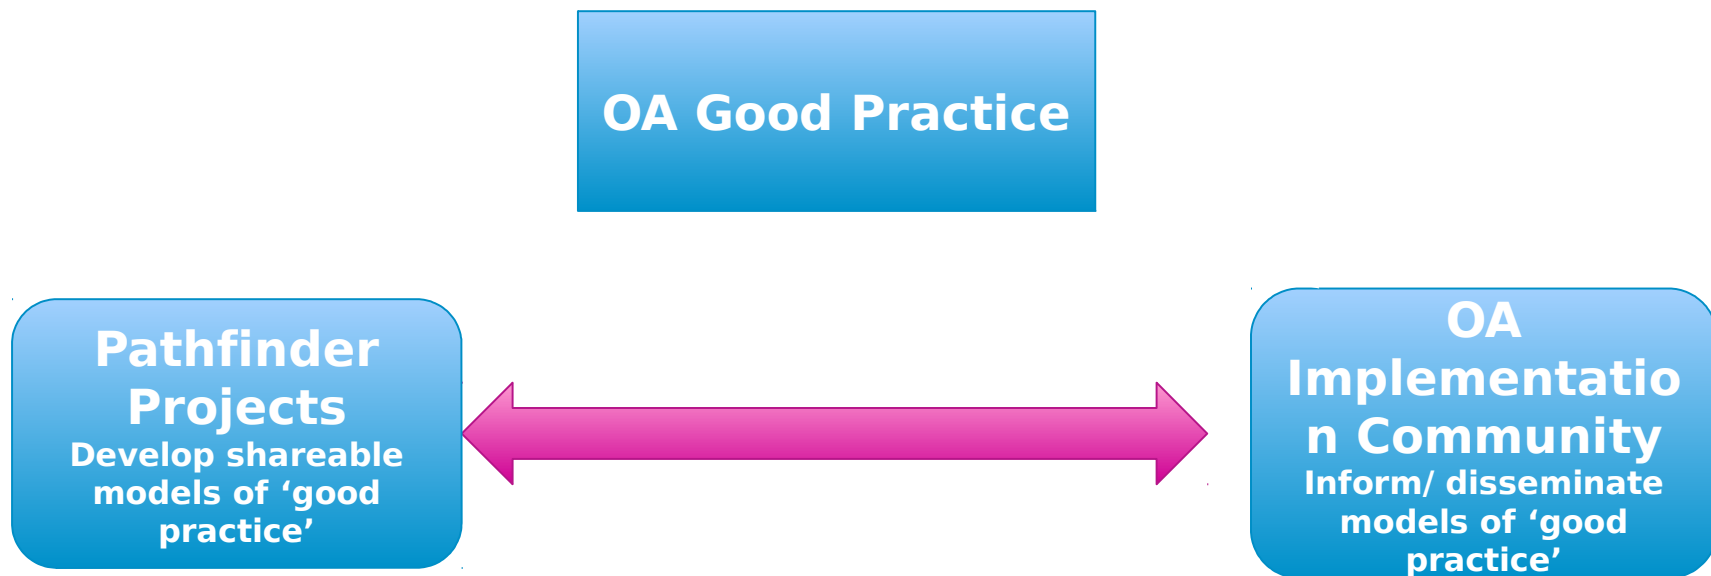 OA Good Practice
Pathfinder
Projects
Develop shareable
models of ‘good
practice’
OA
Implementatio
n Community
Inform/ disseminate
models of ‘good
practice’